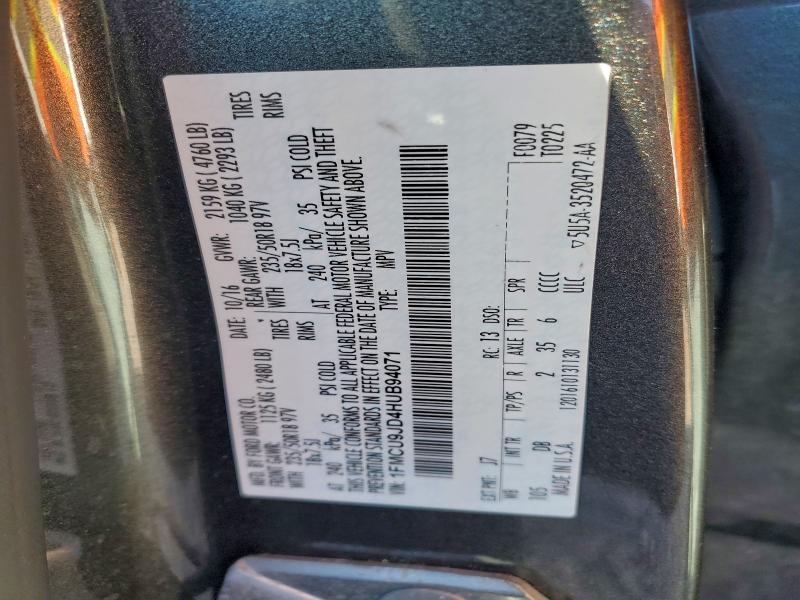 MFD. BY FORD MOTOR CO.
DATE: 10/16 GVWR: 2159 KG ( 4760 LB)
FRONT GAWR: 1125 KG ( 2480 LB) REAR GAWR: 1040 KG ( 2293 LB)
WITH 235/50R18 97V TIRES WITH 235/50R18 97V TIRES
18x7.5J RIMS 18x7.5J RIMS
AT 240 kPa/ 35 PSI COLD AT 240 kPa/ 35 PSI COLD
THIS VEHICLE CONFORMS TO ALL APPLICABLE FEDERAL MOTOR VEHICLE SAFETY AND THEFT
PREVENTION STANDARDS IN EFFECT ON THE DATE OF MANUFACTURE SHOWN ABOVE.
VIN: 1FMCU9JD4HUB94071 TYPE: MPV
EXT PNT: J7 RC: 13 DSO: F0079
WB INT TR TP/PS R AXLE TR SPR T0225
105 DB 2 35 6 CCCC
MADE IN U.S.A. 1201610131130 ULC ▽5U5A-3520472-AA